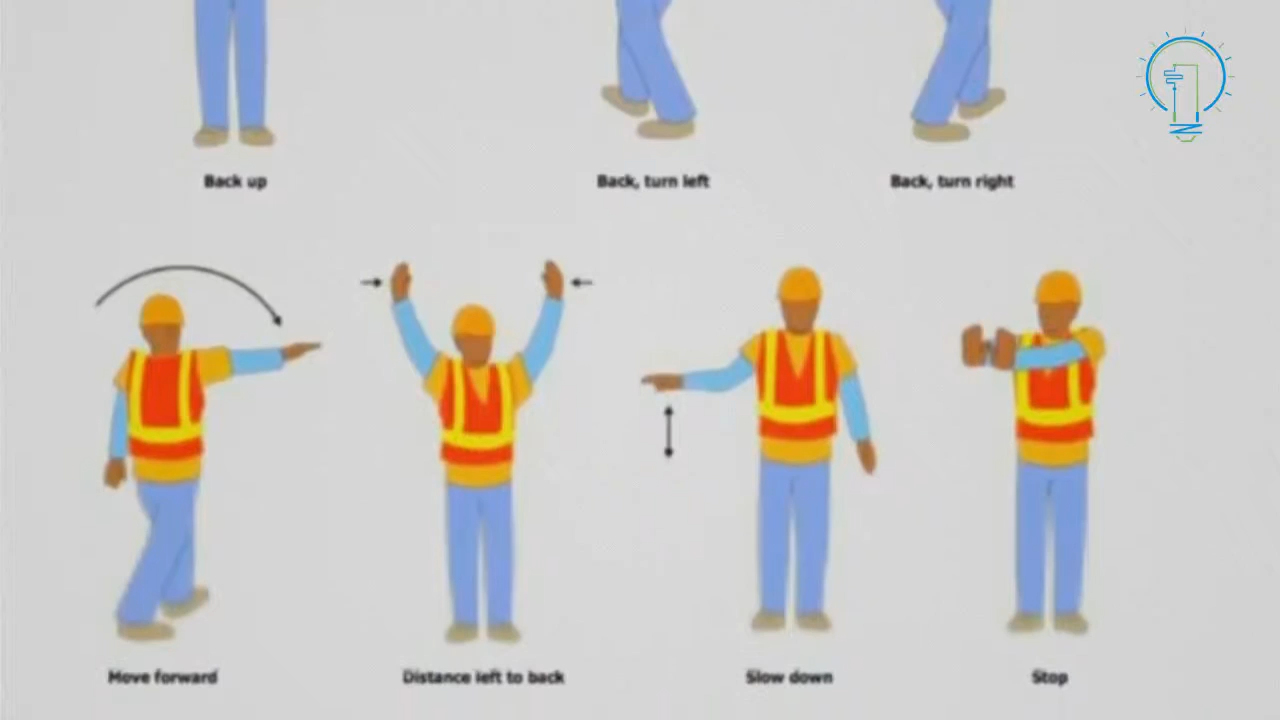 Back up
Back, turn left
Back, turn right
Move forward
Distance left to back
Slow down
Stop